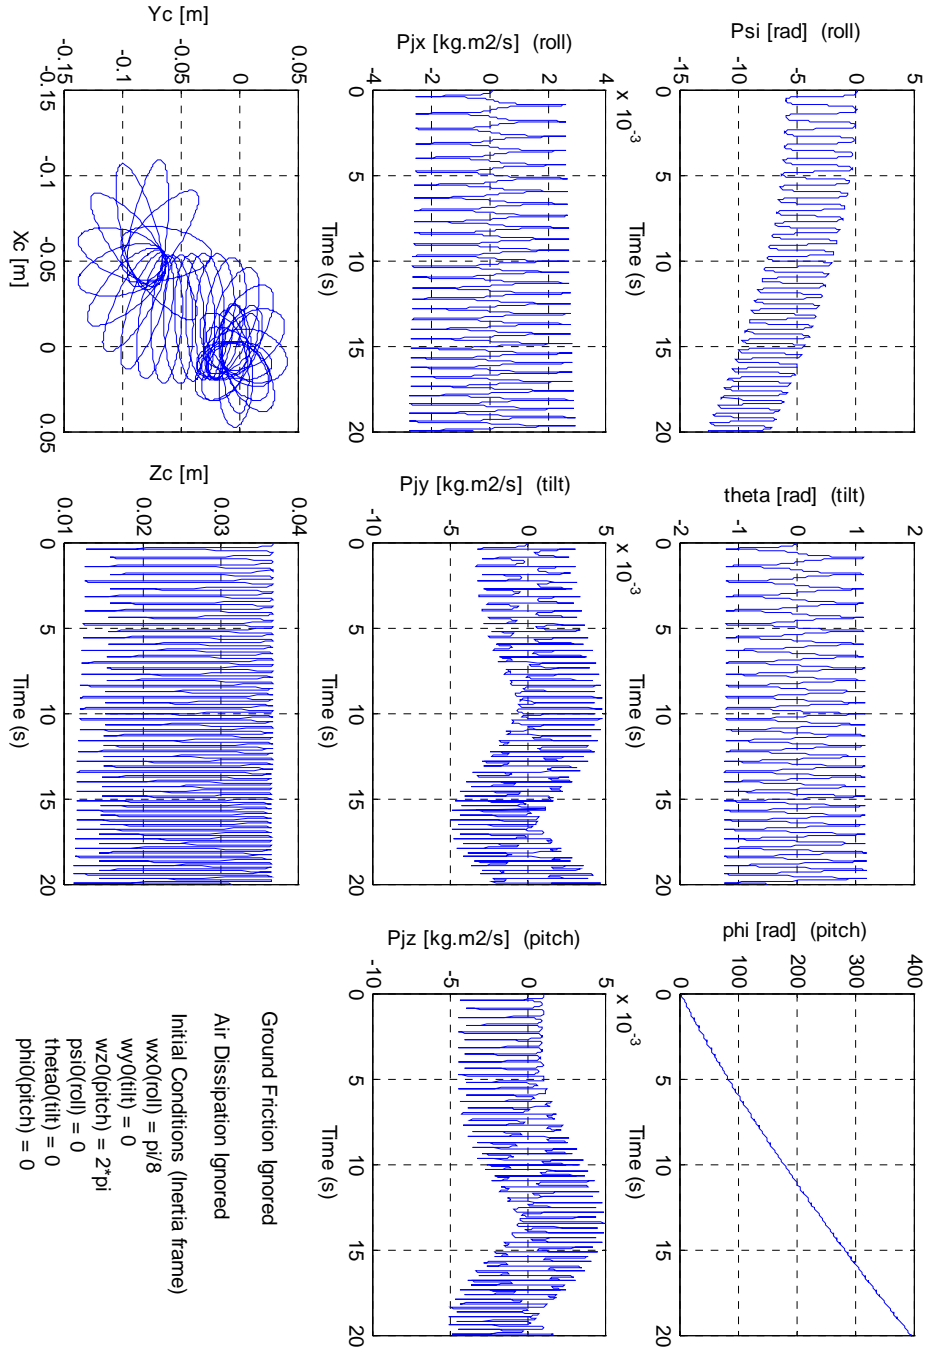 Psi [rad] (roll)
5
0
-5
-10
-15
0 5 10 15 20
Time (s)
theta [rad] (tilt)
2
1
0
-1
-2
0 5 10 15 20
Time (s)
phi [rad] (pitch)
400
300
200
100
0
0 5 10 15 20
Time (s)
Pjx [kg.m2/s] (roll)
x 10-3
4
2
0
-2
-4
0 5 10 15 20
Time (s)
Pjy [kg.m2/s] (tilt)
x 10-3
5
0
-5
-10
0 5 10 15 20
Time (s)
Pjz [kg.m2/s] (pitch)
x 10-3
5
0
-5
-10
0 5 10 15 20
Time (s)
Yc [m]
0.05
0
-0.05
-0.1
-0.15
-0.15 -0.1 -0.05 0 0.05
Xc [m]
Zc [m]
0.04
0.03
0.02
0.01
0 5 10 15 20
Time (s)
Ground Friction Ignored
Air Dissipation Ignored
Initial Conditions (Inertia frame)
wx0(roll) = pi/8
wy0(tilt) = 0
wz0(pitch) = 2*pi
psi0(roll) = 0
theta0(tilt) = 0
phi0(pitch) = 0